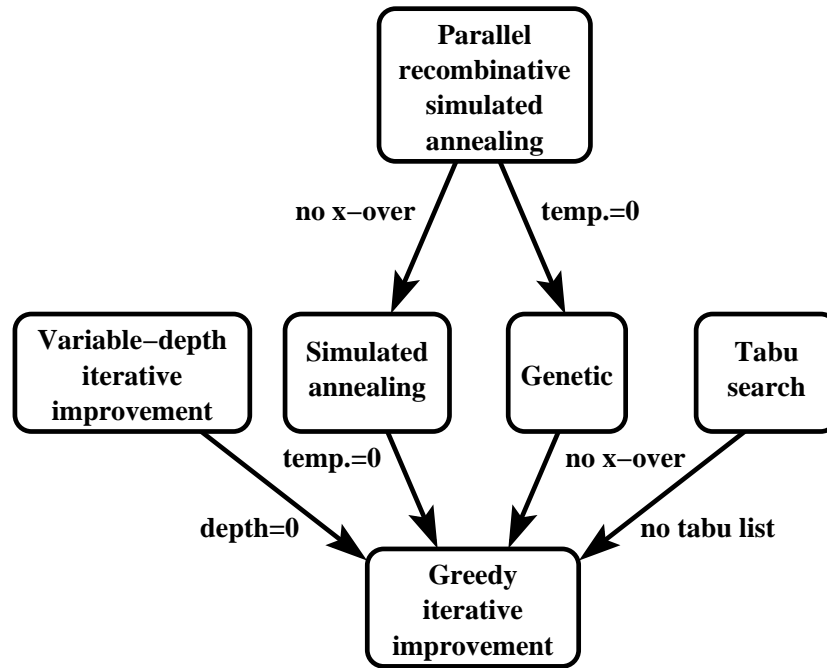 Parallel
recombinative
simulated
annealing
no x−over
temp.=0
Variable−depth
iterative
improvement
Simulated
annealing
Genetic
Tabu
search
temp.=0
no x−over
depth=0
no tabu list
Greedy
iterative
improvement